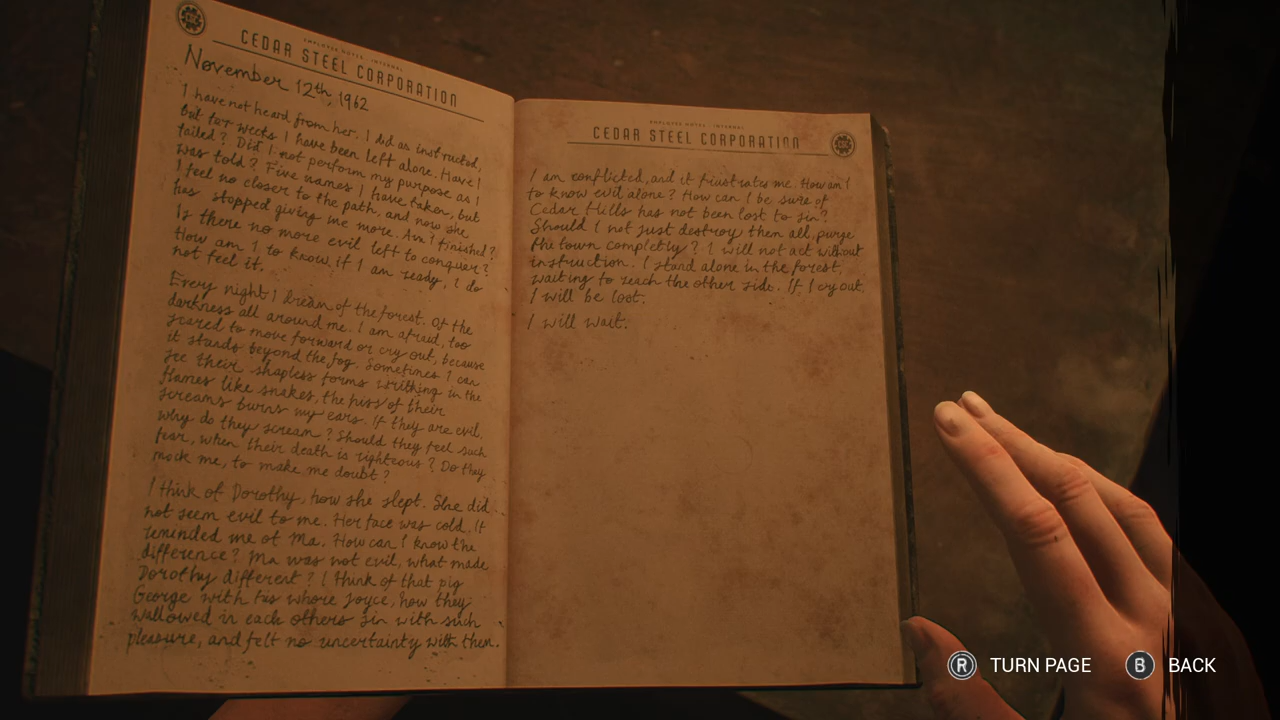 EMPLOYEE NOTES - INTERNAL
CEDAR STEEL CORPORATION
November 12th, 1962
I have not heard from her. I did as instructed,
but for weeks I have been left alone. Have I
failed? Did I not perform my purpose as I
was told? Five names I have taken, but
I feel no closer to the path, and now she
has stopped giving me more. Am I finished?
Is there no more evil left to conquer?
How am I to know if I am ready, I do
not feel it.
Every night I dream of the forest. Of the
darkness all around me. I am afraid, too
scared to move forward or cry out, because
it stands beyond the fog. Sometimes I can
see their shapless forms writhing in the
flames like snakes, the hiss of their
screams burns my ears. If they are evil,
why do they scream? Should they feel such
fear, when their death is righteous? Do they
mock me, to make me doubt?
I think of Dorothy, how she slept. She did
not seem evil to me. Her face was cold. It
reminded me of Ma. How can I know the
difference? Ma was not evil, what made
Dorothy different? I think of that pig
George with his whore Joyce, how they
wallowed in each others sin with such
pleasure, and felt no uncertainty with them.
EMPLOYEE NOTES - INTERNAL
CEDAR STEEL CORPORATION
I am conflicted, and it frustrates me. How am I
to know evil alone? How can I be sure of
Cedar Hills has not been lost to sin?
Should I not just destroy them all, purge
the town completly? I will not act without
instruction. I stand alone in the forest,
waiting to reach the other side. If I cry out,
I will be lost.
I will wait.
R TURN PAGE
B BACK